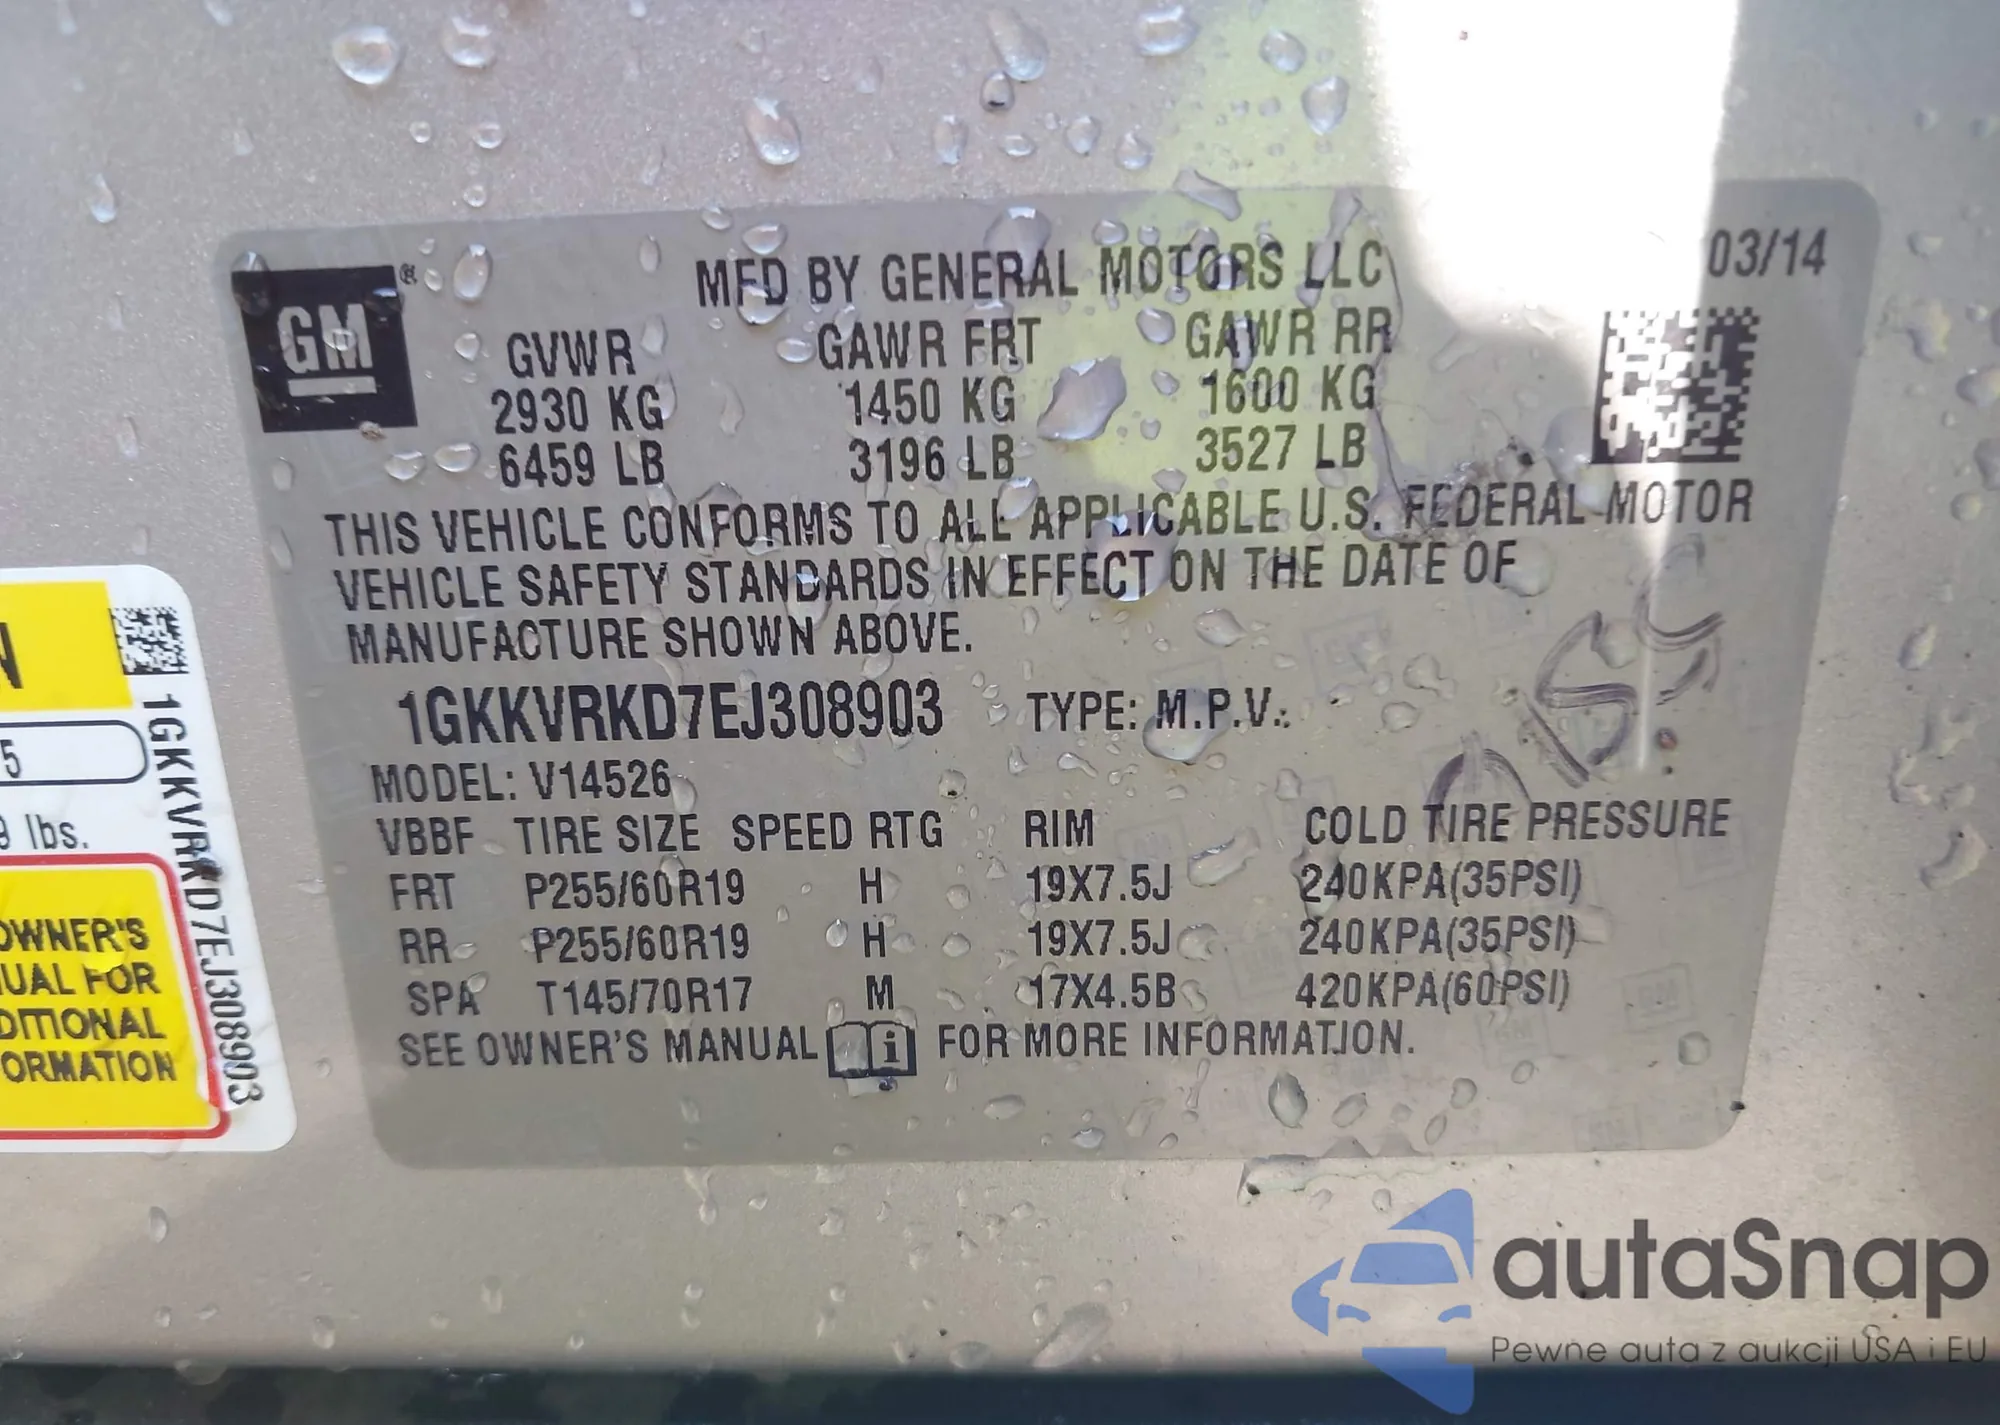 MFD BY GENERAL MOTORS LLC
03/14
GM®
GVWR GAWR FRT GAWR RR
2930 KG 1450 KG 1600 KG
6459 LB 3196 LB 3527 LB
THIS VEHICLE CONFORMS TO ALL APPLICABLE U.S. FEDERAL MOTOR
VEHICLE SAFETY STANDARDS IN EFFECT ON THE DATE OF
MANUFACTURE SHOWN ABOVE.
1GKKVRKD7EJ308903 TYPE: M.P.V.:
MODEL: V14526
VBBF TIRE SIZE SPEED RTG RIM COLD TIRE PRESSURE
FRT P255/60R19 H 19X7.5J 240KPA(35PSI)
RR P255/60R19 H 19X7.5J 240KPA(35PSI)
SPA T145/70R17 M 17X4.5B 420KPA(60PSI)
SEE OWNER'S MANUAL i FOR MORE INFORMATION.
N
5
9 lbs.
OWNER'S
UAL FOR
DITIONAL
ORMATION
1GKKVRKD7EJ308903
autaSnap
Pewne auta z aukcji USA i EU